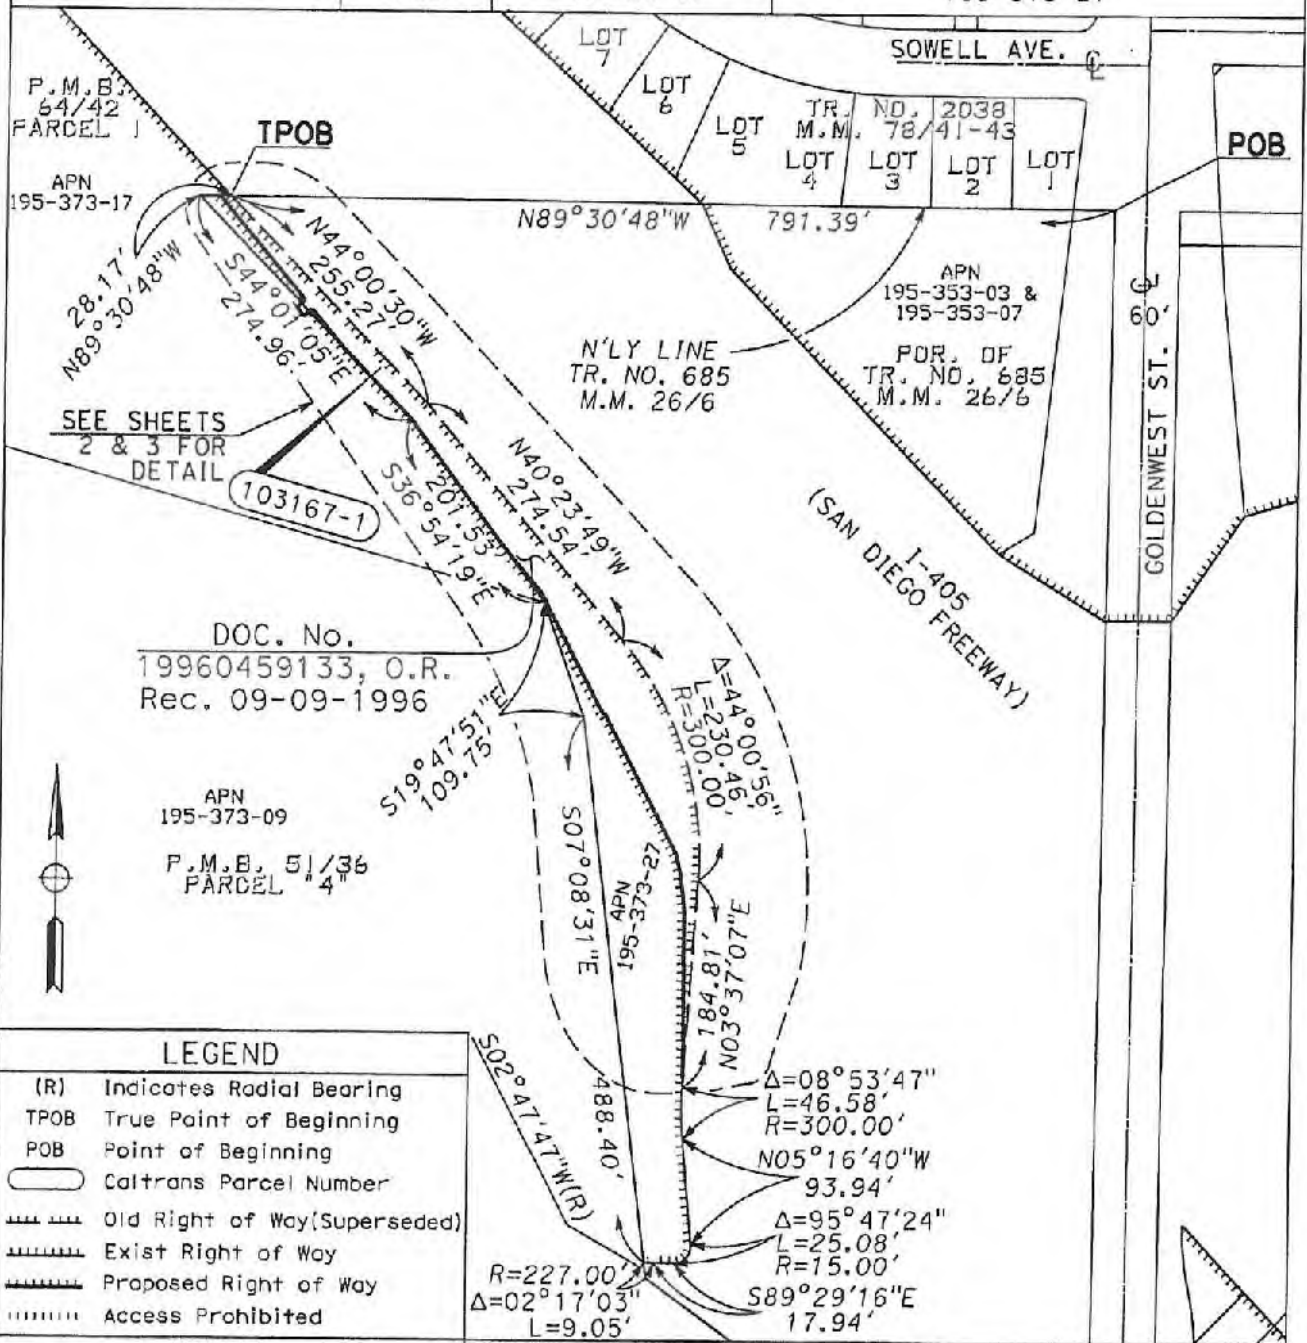 SOWELL AVE. ℄
LOT
7
LOT
6
LOT
5
TR. NO. 2038
M.M. 78/41-43
LOT
4
LOT
3
LOT
2
LOT
1
POB
P.M.B.
64/42
PARCEL 1
TPOB
APN
195-373-17
N89°30'48"W 791.39'
28.17'
N89°30'48"W
N44°00'30"W
255.27'
S44°01'05"E
274.96'
APN
195-353-03 &
195-353-07
POR. OF
TR. NO. 685
M.M. 26/6
℄
60'
GOLDENWEST ST.
N'LY LINE
TR. NO. 685
M.M. 26/6
SEE SHEETS
2 & 3 FOR
DETAIL
103167-1
N40°23'49"W
274.54'
201.53'
S36°54'19"E
I-405
(SAN DIEGO FREEWAY)
DOC. No.
19960459133, O.R.
Rec. 09-09-1996
S19°47'51"E
109.75'
Δ=44°00'56"
L=230.46'
R=300.00'
APN
195-373-09
P.M.B. 51/36
PARCEL "4"
S07°08'31"E
488.40'
APN
195-373-27
184.81'
N03°37'07"E
S02°47'47"W(R)
Δ=08°53'47"
L=46.58'
R=300.00'
N05°16'40"W
93.94'
Δ=95°47'24"
L=25.08'
R=15.00'
S89°29'16"E
17.94'
R=227.00'
Δ=02°17'03"
L=9.05'
LEGEND
(R) Indicates Radial Bearing
TPOB True Point of Beginning
POB Point of Beginning
Caltrans Parcel Number
Old Right of Way(Superseded)
Exist Right of Way
Proposed Right of Way
Access Prohibited